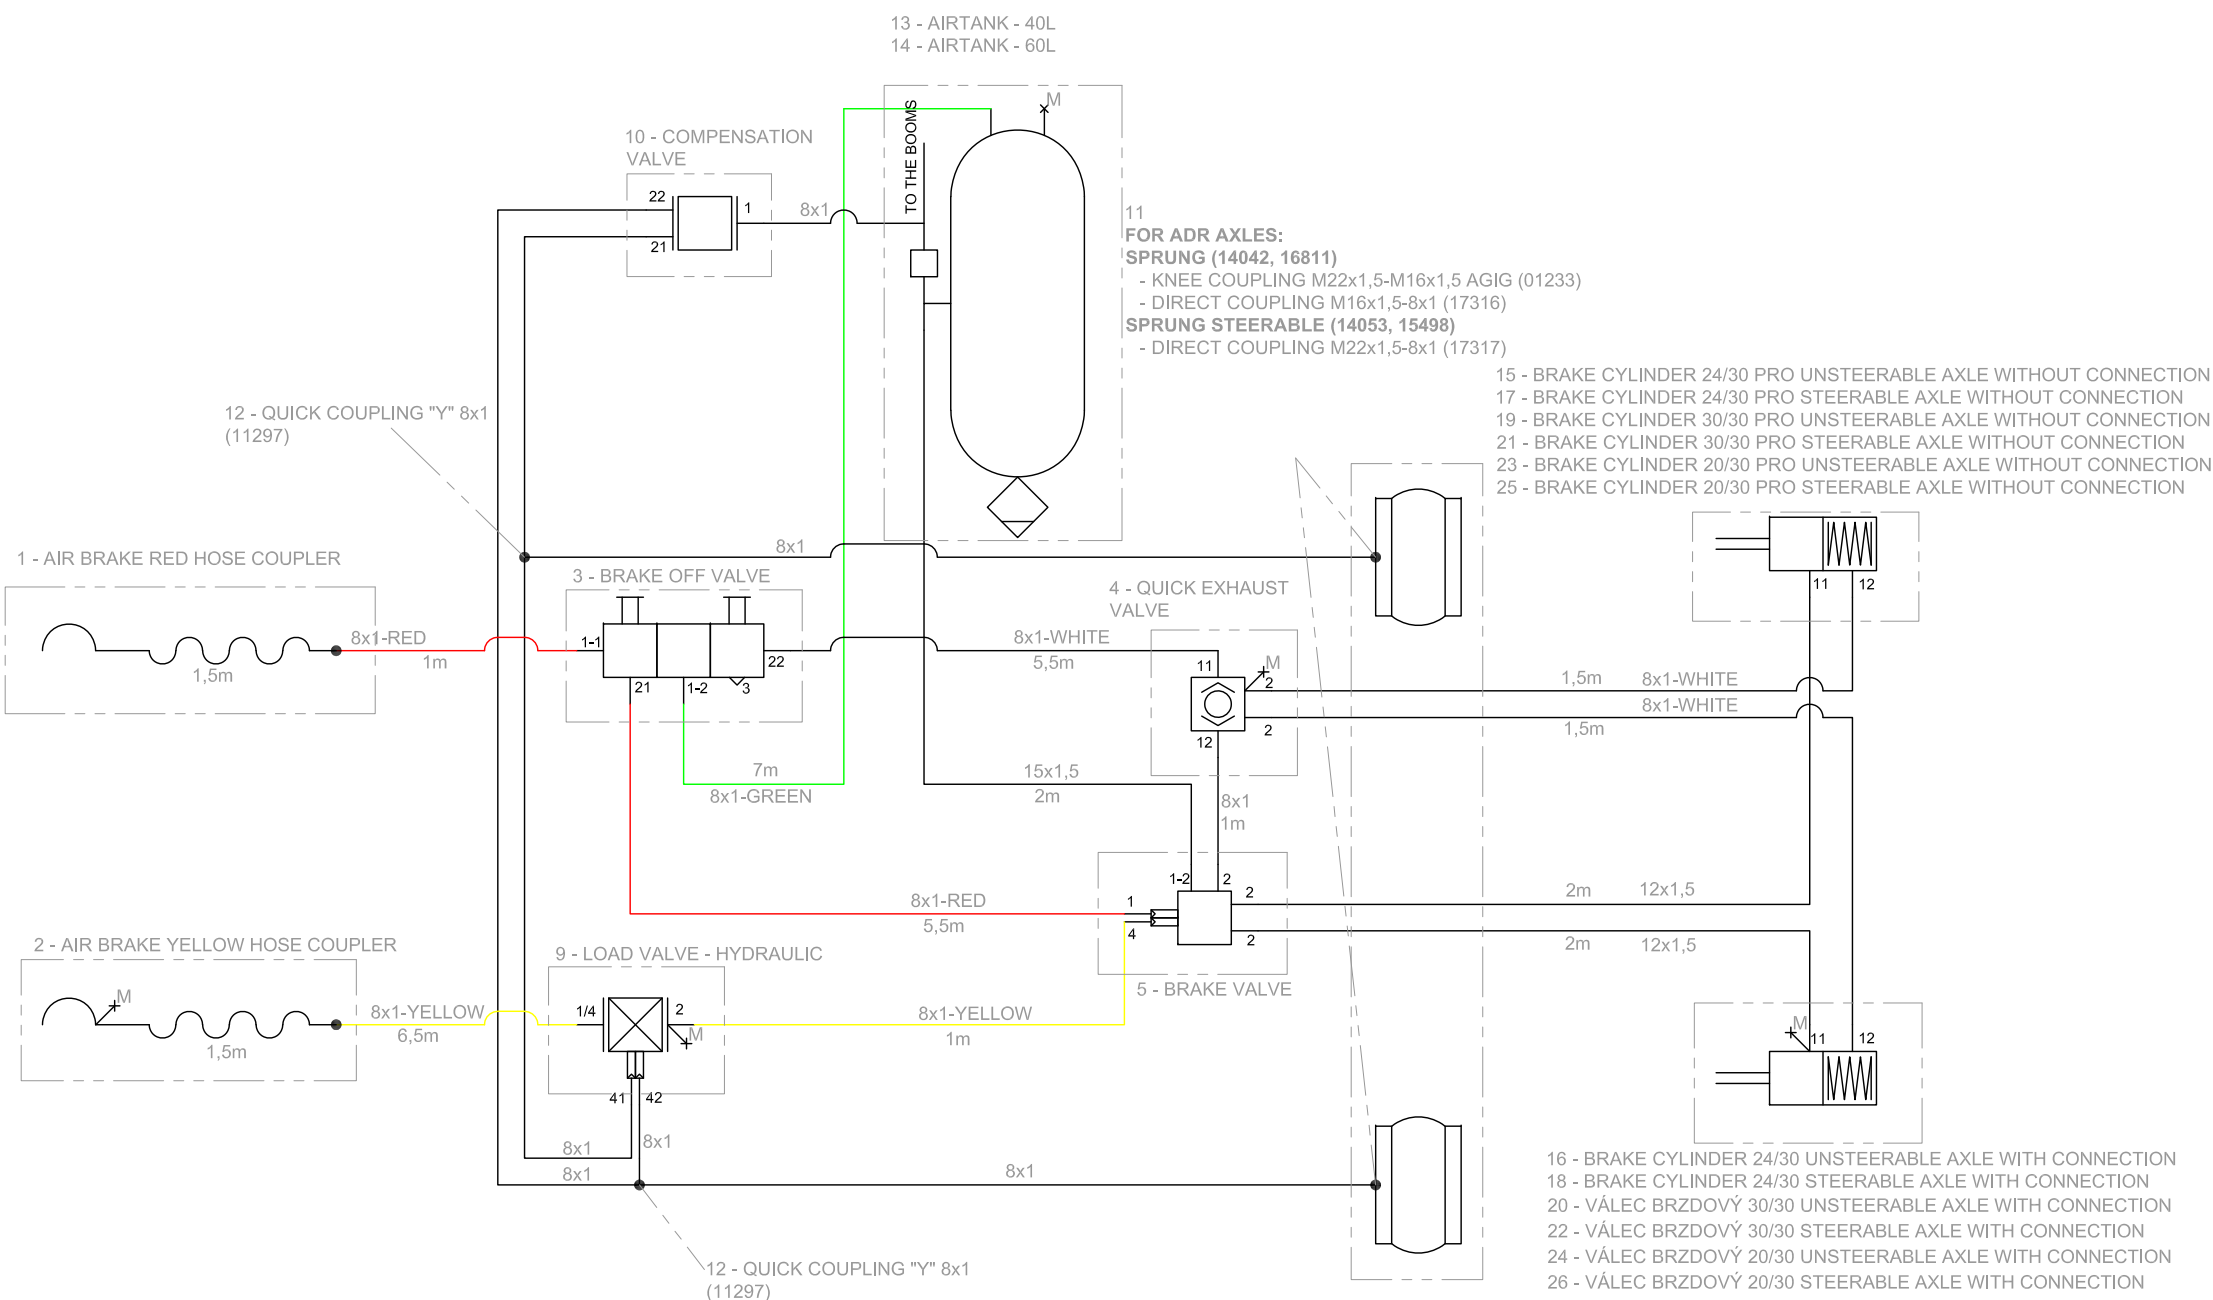 13 - AIRTANK - 40L
14 - AIRTANK - 60L
M
TO THE BOOMS
10 - COMPENSATION
VALVE
22
21
1
8x1
11
FOR ADR AXLES:
SPRUNG (14042, 16811)
- KNEE COUPLING M22x1,5-M16x1,5 AGIG (01233)
- DIRECT COUPLING M16x1,5-8x1 (17316)
SPRUNG STEERABLE (14053, 15498)
- DIRECT COUPLING M22x1,5-8x1 (17317)
15 - BRAKE CYLINDER 24/30 PRO UNSTEERABLE AXLE WITHOUT CONNECTION
17 - BRAKE CYLINDER 24/30 PRO STEERABLE AXLE WITHOUT CONNECTION
19 - BRAKE CYLINDER 30/30 PRO UNSTEERABLE AXLE WITHOUT CONNECTION
21 - BRAKE CYLINDER 30/30 PRO STEERABLE AXLE WITHOUT CONNECTION
23 - BRAKE CYLINDER 20/30 PRO UNSTEERABLE AXLE WITHOUT CONNECTION
25 - BRAKE CYLINDER 20/30 PRO STEERABLE AXLE WITHOUT CONNECTION
12 - QUICK COUPLING "Y" 8x1
(11297)
8x1
1 - AIR BRAKE RED HOSE COUPLER
1,5m
8x1-RED
1m
3 - BRAKE OFF VALVE
1-1
21
1-2
3
22
8x1-WHITE
5,5m
4 - QUICK EXHAUST
VALVE
11
M
2
2
12
11
12
1,5m
8x1-WHITE
8x1-WHITE
1,5m
7m
8x1-GREEN
15x1,5
2m
8x1
1m
8x1-RED
5,5m
1-2
2
2
1
4
2
5 - BRAKE VALVE
2m
12x1,5
2m
12x1,5
2 - AIR BRAKE YELLOW HOSE COUPLER
M
1,5m
8x1-YELLOW
6,5m
9 - LOAD VALVE - HYDRAULIC
1/4
2
M
41
42
8x1-YELLOW
1m
M
11
12
8x1
8x1
8x1
8x1
12 - QUICK COUPLING "Y" 8x1
(11297)
16 - BRAKE CYLINDER 24/30 UNSTEERABLE AXLE WITH CONNECTION
18 - BRAKE CYLINDER 24/30 STEERABLE AXLE WITH CONNECTION
20 - VÁLEC BRZDOVÝ 30/30 UNSTEERABLE AXLE WITH CONNECTION
22 - VÁLEC BRZDOVÝ 30/30 STEERABLE AXLE WITH CONNECTION
24 - VÁLEC BRZDOVÝ 20/30 UNSTEERABLE AXLE WITH CONNECTION
26 - VÁLEC BRZDOVÝ 20/30 STEERABLE AXLE WITH CONNECTION